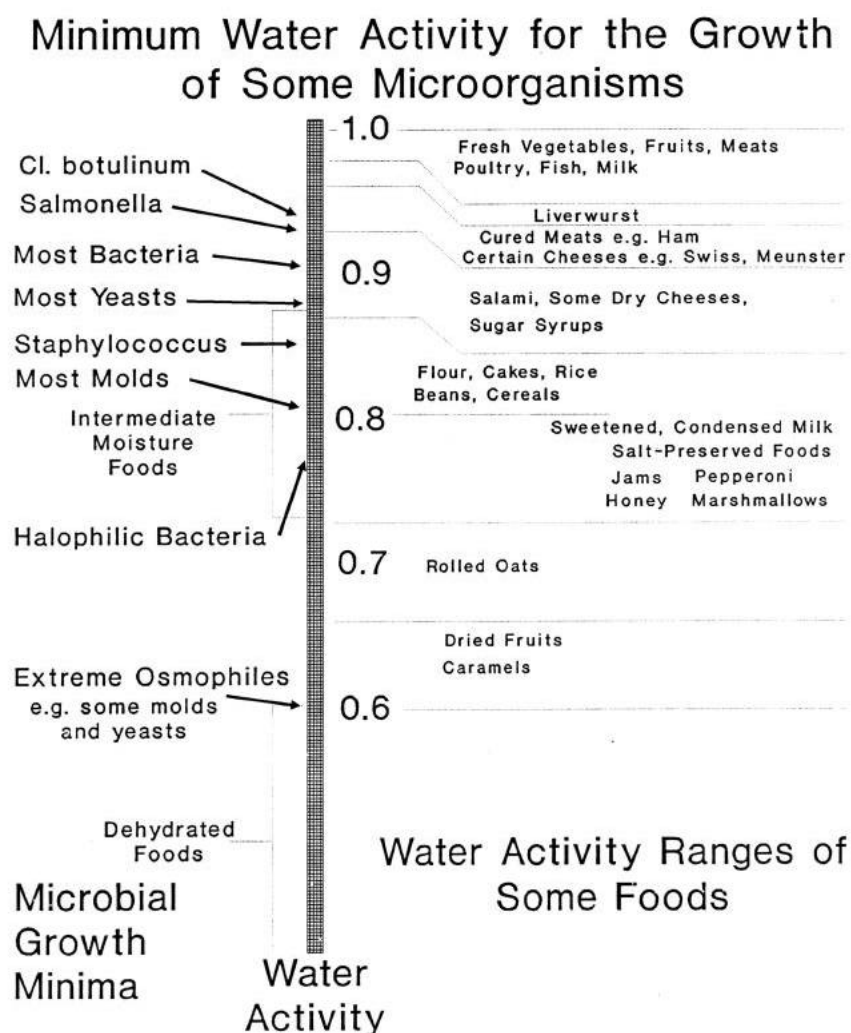 Minimum Water Activity for the Growth
of Some Microorganisms
1.0
Fresh Vegetables, Fruits, Meats
Poultry, Fish, Milk
Cl. botulinum
Salmonella
Liverwurst
Cured Meats e.g. Ham
Certain Cheeses e.g. Swiss, Meunster
Most Bacteria
0.9
Most Yeasts
Salami, Some Dry Cheeses,
Sugar Syrups
Staphylococcus
Most Molds
Flour, Cakes, Rice
Beans, Cereals
0.8
Intermediate
Moisture
Foods
Sweetened, Condensed Milk
Salt-Preserved Foods
Jams Pepperoni
Honey Marshmallows
Halophilic Bacteria
0.7
Rolled Oats
Dried Fruits
Caramels
Extreme Osmophiles
e.g. some molds
and yeasts
0.6
Dehydrated
Foods
Water Activity Ranges of
Some Foods
Microbial
Growth
Minima
Water
Activity